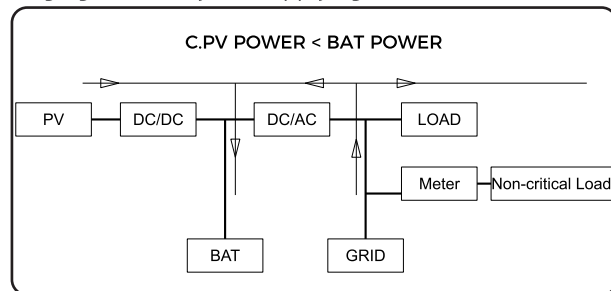 C.PV POWER < BAT POWER
PV
DC/DC
DC/AC
LOAD
Meter
Non-critical Load
BAT
GRID